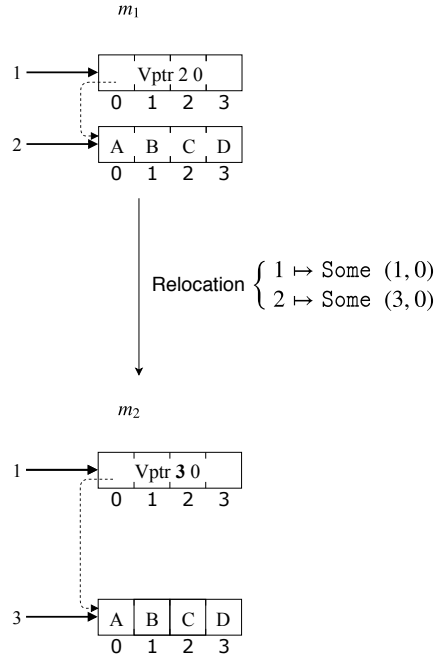 m₁
1 Vptr 2 0
0 1 2 3
2 A B C D
0 1 2 3
Relocation { 1 ↦ Some (1, 0)
2 ↦ Some (3, 0)
m₂
1 Vptr 3 0
0 1 2 3
3 A B C D
0 1 2 3